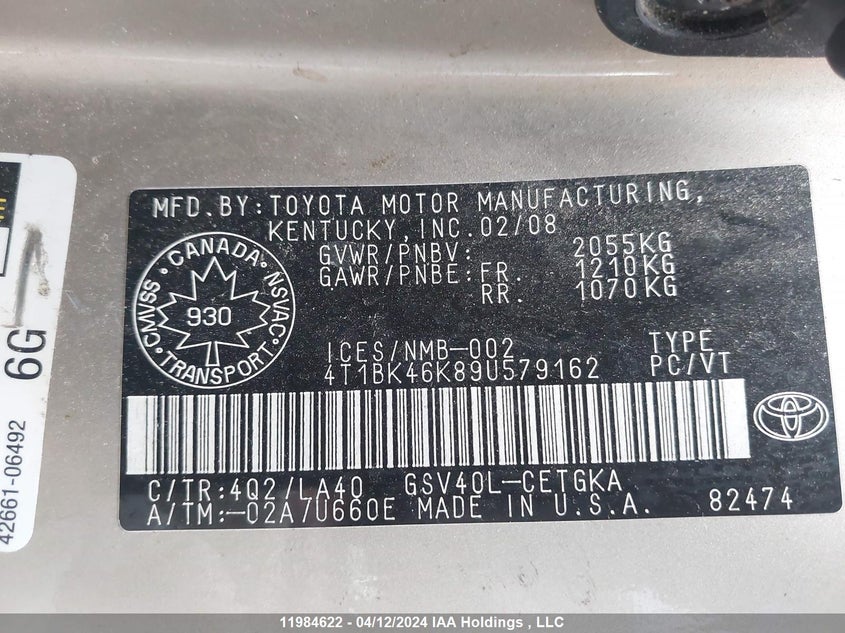 MFD.BY:TOYOTA MOTOR MANUFACTURING,
KENTUCKY,INC.02/08
GVWR/PNBV: 2055KG
GAWR/PNBE:FR. 1210KG
RR. 1070KG
CANADA
CMVSS NSVAC
930
TRANSPORT
ICES/NMB-002 TYPE
4T1BK46K89U579162 PC/VT
C/TR:4Q2/LA40 GSV40L-CETGKA
A/TM:-02A7U660E MADE IN U.S.A. 82474
42661-06492 6G
11984622 - 04/12/2024 IAA Holdings , LLC